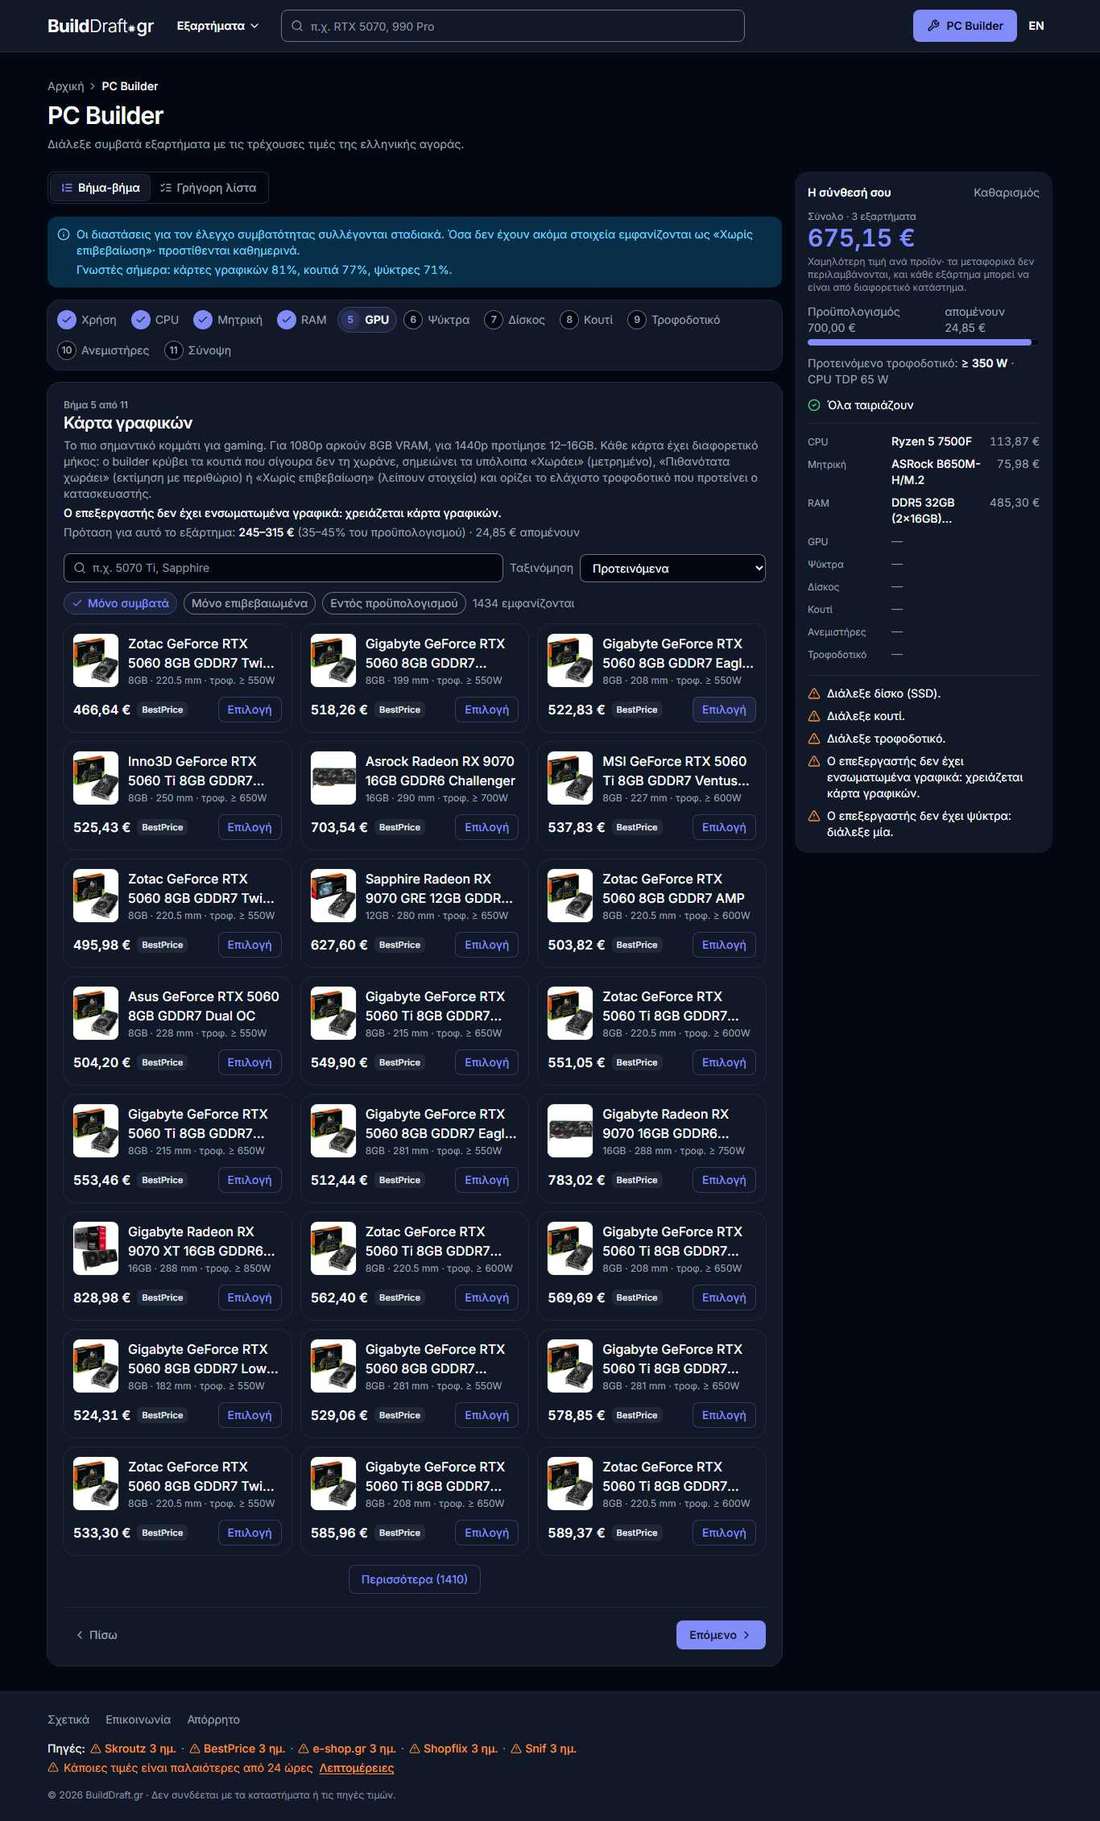 BuildDraft.gr
Εξαρτήματα
π.χ. RTX 5070, 990 Pro
PC Builder
EN
Αρχική > PC Builder
PC Builder
Διάλεξε συμβατά εξαρτήματα με τις τρέχουσες τιμές της ελληνικής αγοράς.
Βήμα-βήμα
Γρήγορη λίστα
Οι διαστάσεις για τον έλεγχο συμβατότητας συλλέγονται σταδιακά. Όσα δεν έχουν ακόμα στοιχεία εμφανίζονται ως «Χωρίς
επιβεβαίωση»· προστίθενται καθημερινά.
Γνωστές σήμερα: κάρτες γραφικών 81%, κουτιά 77%, ψύκτρες 71%.
Χρήση
CPU
Μητρική
RAM
5 GPU
6 Ψύκτρα
7 Δίσκος
8 Κουτί
9 Τροφοδοτικό
10 Ανεμιστήρες
11 Σύνοψη
Βήμα 5 από 11
Κάρτα γραφικών
Το πιο σημαντικό κομμάτι για gaming. Για 1080p αρκούν 8GB VRAM, για 1440p προτίμησε 12–16GB. Κάθε κάρτα έχει διαφορετικό
μήκος: ο builder κρύβει τα κουτιά που σίγουρα δεν τη χωράνε, σημειώνει τα υπόλοιπα «Χωράει» (μετρημένο), «Πιθανότατα
χωράει» (εκτίμηση με περιθώριο) ή «Χωρίς επιβεβαίωση» (λείπουν στοιχεία) και ορίζει το ελάχιστο τροφοδοτικό που προτείνει ο
κατασκευαστής.
Ο επεξεργαστής δεν έχει ενσωματωμένα γραφικά: χρειάζεται κάρτα γραφικών.
Πρόταση για αυτό το εξάρτημα: 245–315 € (35–45% του προϋπολογισμού) · 24,85 € απομένουν
π.χ. 5070 Ti, Sapphire
Ταξινόμηση
Προτεινόμενα
Μόνο συμβατά
Μόνο επιβεβαιωμένα
Εντός προϋπολογισμού
1434 εμφανίζονται
Zotac GeForce RTX
5060 8GB GDDR7 Twi...
8GB · 220.5 mm · τροφ. ≥ 550W
466,64 € BestPrice Επιλογή
Gigabyte GeForce RTX
5060 8GB GDDR7...
8GB · 199 mm · τροφ. ≥ 550W
518,26 € BestPrice Επιλογή
Gigabyte GeForce RTX
5060 8GB GDDR7 Eagl...
8GB · 208 mm · τροφ. ≥ 550W
522,83 € BestPrice Επιλογή
Inno3D GeForce RTX
5060 Ti 8GB GDDR7...
8GB · 250 mm · τροφ. ≥ 650W
525,43 € BestPrice Επιλογή
Asrock Radeon RX 9070
16GB GDDR6 Challenger
16GB · 290 mm · τροφ. ≥ 700W
703,54 € BestPrice Επιλογή
MSI GeForce RTX 5060
Ti 8GB GDDR7 Ventus...
8GB · 227 mm · τροφ. ≥ 600W
537,83 € BestPrice Επιλογή
Zotac GeForce RTX
5060 8GB GDDR7 Twi...
8GB · 220.5 mm · τροφ. ≥ 550W
495,98 € BestPrice Επιλογή
Sapphire Radeon RX
9070 GRE 12GB GDDR...
12GB · 280 mm · τροφ. ≥ 650W
627,60 € BestPrice Επιλογή
Zotac GeForce RTX
5060 8GB GDDR7 AMP
8GB · 220.5 mm · τροφ. ≥ 600W
503,82 € BestPrice Επιλογή
Asus GeForce RTX 5060
8GB GDDR7 Dual OC
8GB · 228 mm · τροφ. ≥ 550W
504,20 € BestPrice Επιλογή
Gigabyte GeForce RTX
5060 Ti 8GB GDDR7...
8GB · 215 mm · τροφ. ≥ 650W
549,90 € BestPrice Επιλογή
Zotac GeForce RTX
5060 Ti 8GB GDDR7...
8GB · 220.5 mm · τροφ. ≥ 600W
551,05 € BestPrice Επιλογή
Gigabyte GeForce RTX
5060 Ti 8GB GDDR7...
8GB · 215 mm · τροφ. ≥ 650W
553,46 € BestPrice Επιλογή
Gigabyte GeForce RTX
5060 8GB GDDR7 Eagl...
8GB · 281 mm · τροφ. ≥ 550W
512,44 € BestPrice Επιλογή
Gigabyte Radeon RX
9070 16GB GDDR6...
16GB · 288 mm · τροφ. ≥ 750W
783,02 € BestPrice Επιλογή
Gigabyte Radeon RX
9070 XT 16GB GDDR6...
16GB · 288 mm · τροφ. ≥ 850W
828,98 € BestPrice Επιλογή
Zotac GeForce RTX
5060 Ti 8GB GDDR7...
8GB · 220.5 mm · τροφ. ≥ 600W
562,40 € BestPrice Επιλογή
Gigabyte GeForce RTX
5060 Ti 8GB GDDR7...
8GB · 208 mm · τροφ. ≥ 650W
569,69 € BestPrice Επιλογή
Gigabyte GeForce RTX
5060 8GB GDDR7 Low...
8GB · 182 mm · τροφ. ≥ 550W
524,31 € BestPrice Επιλογή
Gigabyte GeForce RTX
5060 8GB GDDR7...
8GB · 281 mm · τροφ. ≥ 550W
529,06 € BestPrice Επιλογή
Gigabyte GeForce RTX
5060 Ti 8GB GDDR7...
8GB · 281 mm · τροφ. ≥ 650W
578,85 € BestPrice Επιλογή
Zotac GeForce RTX
5060 8GB GDDR7 Twi...
8GB · 220.5 mm · τροφ. ≥ 550W
533,30 € BestPrice Επιλογή
Gigabyte GeForce RTX
5060 Ti 8GB GDDR7...
8GB · 208 mm · τροφ. ≥ 650W
585,96 € BestPrice Επιλογή
Zotac GeForce RTX
5060 Ti 8GB GDDR7...
8GB · 220.5 mm · τροφ. ≥ 600W
589,37 € BestPrice Επιλογή
Περισσότερα (1410)
Πίσω
Επόμενο
Η σύνθεσή σου
Καθαρισμός
Σύνολο · 3 εξαρτήματα
675,15 €
Χαμηλότερη τιμή ανά προϊόν· τα μεταφορικά δεν
περιλαμβάνονται, και κάθε εξάρτημα μπορεί να
είναι από διαφορετικό κατάστημα.
Προϋπολογισμός
700,00 €
απομένουν
24,85 €
Προτεινόμενο τροφοδοτικό: ≥ 350 W ·
CPU TDP 65 W
Όλα ταιριάζουν
CPU Ryzen 5 7500F 113,87 €
Μητρική ASRock B650M-
H/M.2 75,98 €
RAM DDR5 32GB
(2×16GB)... 485,30 €
GPU —
Ψύκτρα —
Δίσκος —
Κουτί —
Ανεμιστήρες —
Τροφοδοτικό —
Διάλεξε δίσκο (SSD).
Διάλεξε κουτί.
Διάλεξε τροφοδοτικό.
Ο επεξεργαστής δεν έχει
ενσωματωμένα γραφικά: χρειάζεται
κάρτα γραφικών.
Ο επεξεργαστής δεν έχει ψύκτρα:
διάλεξε μία.
Σχετικά
Επικοινωνία
Απόρρητο
Πηγές: Skroutz 3 ημ. · BestPrice 3 ημ. · e-shop.gr 3 ημ. · Shopflix 3 ημ. · Snif 3 ημ.
Κάποιες τιμές είναι παλαιότερες από 24 ώρες Λεπτομέρειες
© 2026 BuildDraft.gr · Δεν συνδέεται με τα καταστήματα ή τις πηγές τιμών.